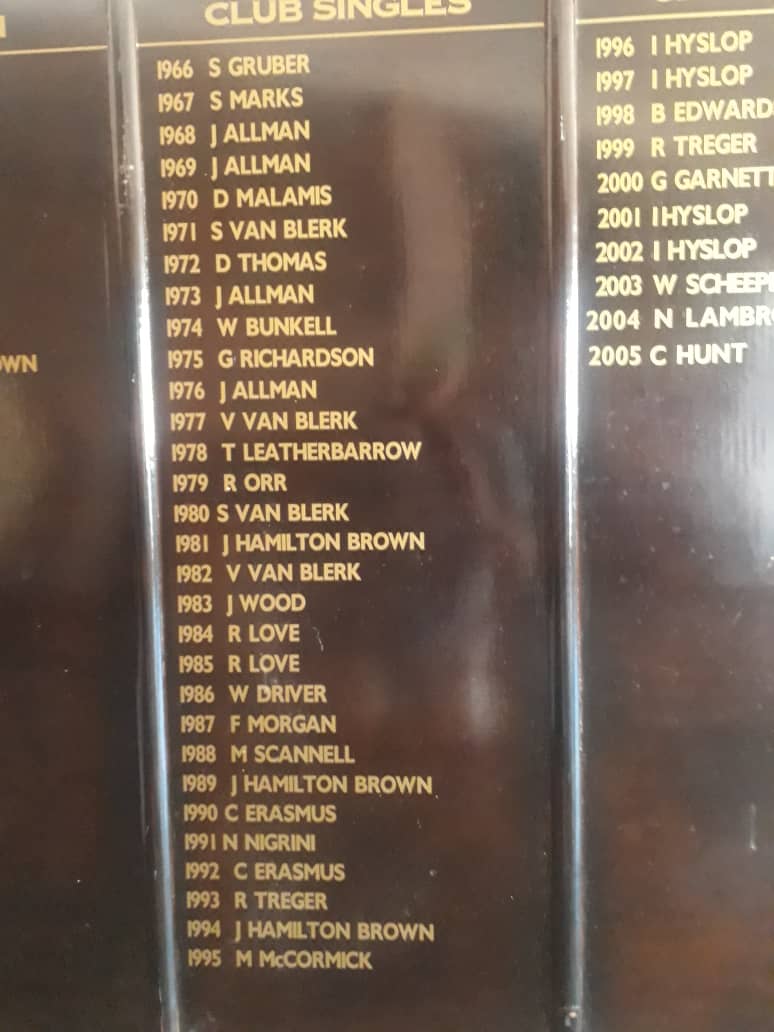 CLUB SINGLES
1966 S GRUBER
1967 S MARKS
1968 J ALLMAN
1969 J ALLMAN
1970 D MALAMIS
1971 S VAN BLERK
1972 D THOMAS
1973 J ALLMAN
1974 W BUNKELL
1975 G RICHARDSON
1976 J ALLMAN
1977 V VAN BLERK
1978 T LEATHERBARROW
1979 R ORR
1980 S VAN BLERK
1981 J HAMILTON BROWN
1982 V VAN BLERK
1983 J WOOD
1984 R LOVE
1985 R LOVE
1986 W DRIVER
1987 F MORGAN
1988 M SCANNELL
1989 J HAMILTON BROWN
1990 C ERASMUS
1991 N NIGRINI
1992 C ERASMUS
1993 R TREGER
1994 J HAMILTON BROWN
1995 M McCORMICK
1996 I HYSLOP
1997 I HYSLOP
1998 B EDWARD
1999 R TREGER
2000 G GARNETT
2001 I HYSLOP
2002 I HYSLOP
2003 W SCHEEP
2004 N LAMBR
2005 C HUNT